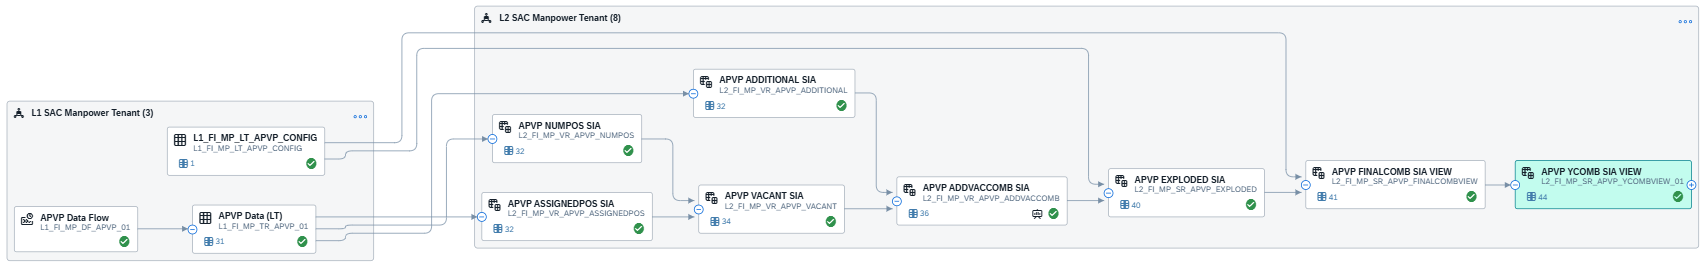 L2 SAC Manpower Tenant (8)
APVP ADDITIONAL SIA
L2_FI_MP_VR_APVP_ADDITIONAL
32
L1 SAC Manpower Tenant (3)
L1_FI_MP_LT_APVP_CONFIG
L1_FI_MP_LT_APVP_CONFIG
1
APVP NUMPOS SIA
L2_FI_MP_VR_APVP_NUMPOS
32
APVP Data Flow
L1_FI_MP_DF_APVP_01
APVP Data (LT)
L1_FI_MP_TR_APVP_01
31
APVP ASSIGNEDPOS SIA
L2_FI_MP_VR_APVP_ASSIGNEDPOS
32
APVP VACANT SIA
L2_FI_MP_VR_APVP_VACANT
34
APVP ADDVACCOMB SIA
L2_FI_MP_VR_APVP_ADDVACCOMB
36
APVP EXPLODED SIA
L2_FI_MP_SR_APVP_EXPLODED
40
APVP FINALCOMB SIA VIEW
L2_FI_MP_SR_APVP_FINALCOMBVIEW
41
APVP YCOMB SIA VIEW
L2_FI_MP_SR_APVP_YCOMBVIEW_01
44